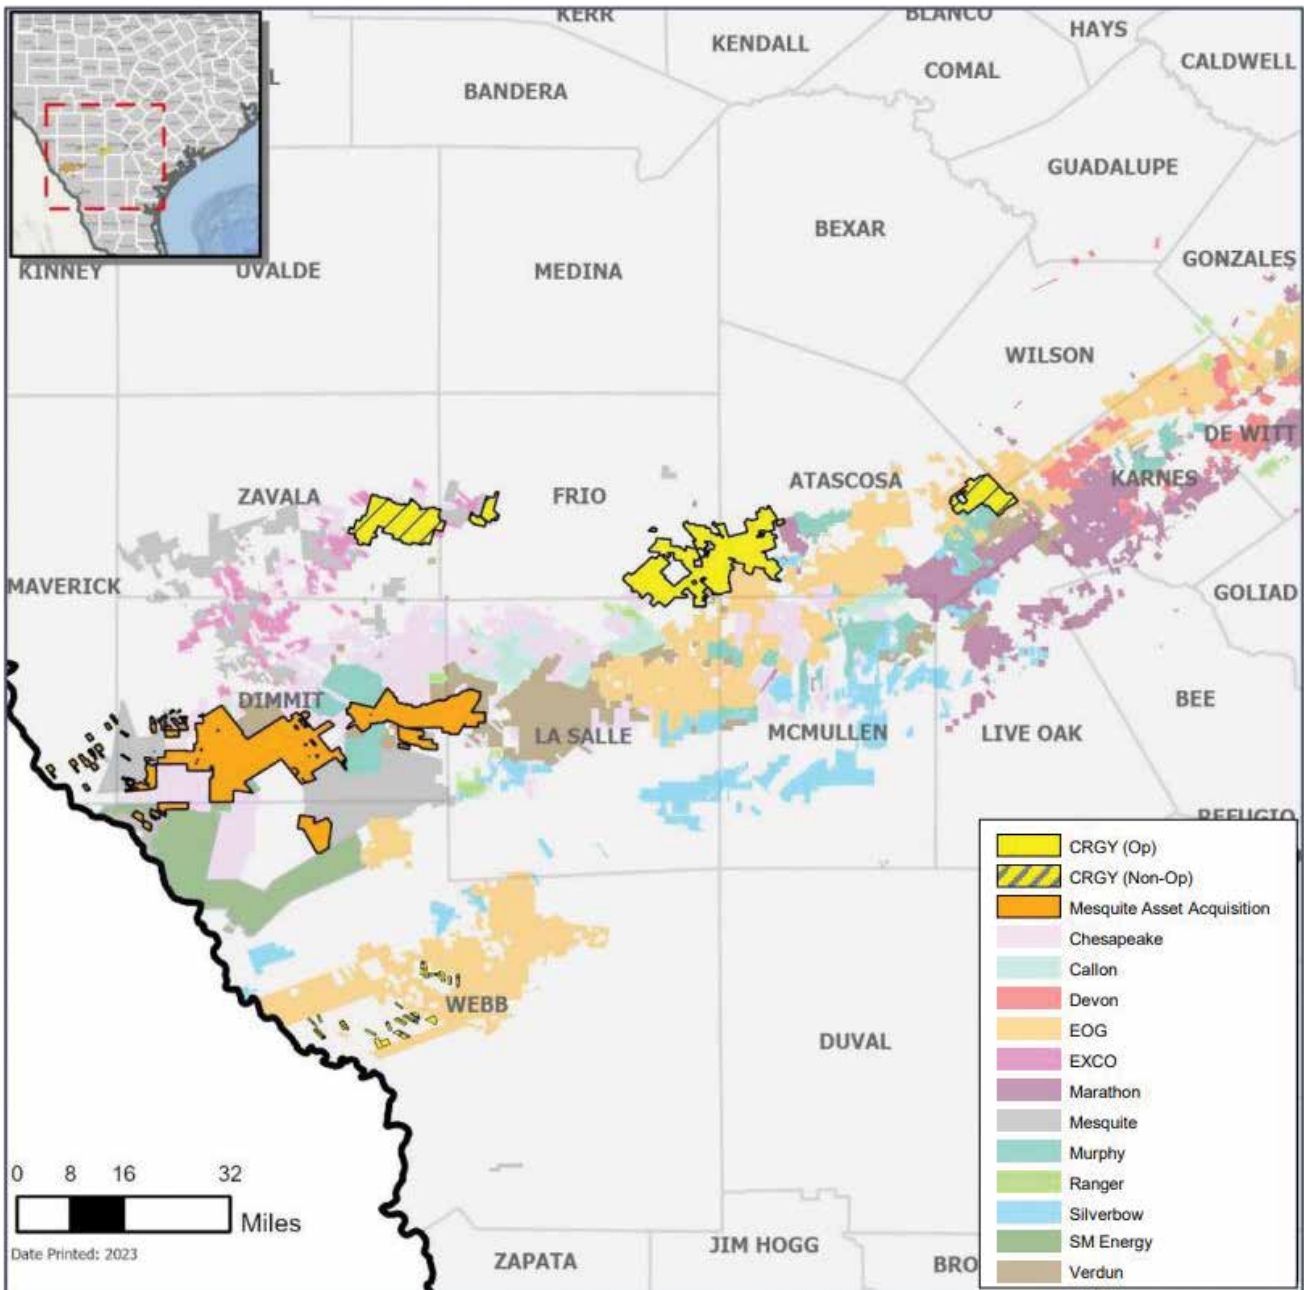 KERR
BLANCO
HAYS
KENDALL
CALDWELL
COMAL
L
BANDERA
GUADALUPE
BEXAR
GONZALES
KINNEY
UVALDE
MEDINA
WILSON
DE WITT
ZAVALA
FRIO
ATASCOSA
KARNES
MAVERICK
GOLIAD
DIMMIT
BEE
LA SALLE
MCMULLEN
LIVE OAK
REFUGIO
WEBB
DUVAL
CRGY (Op)
CRGY (Non-Op)
Mesquite Asset Acquisition
Chesapeake
Callon
Devon
EOG
EXCO
Marathon
Mesquite
Murphy
Ranger
Silverbow
SM Energy
Verdun
0 8 16 32
Miles
Date Printed: 2023
ZAPATA
JIM HOGG
BRO